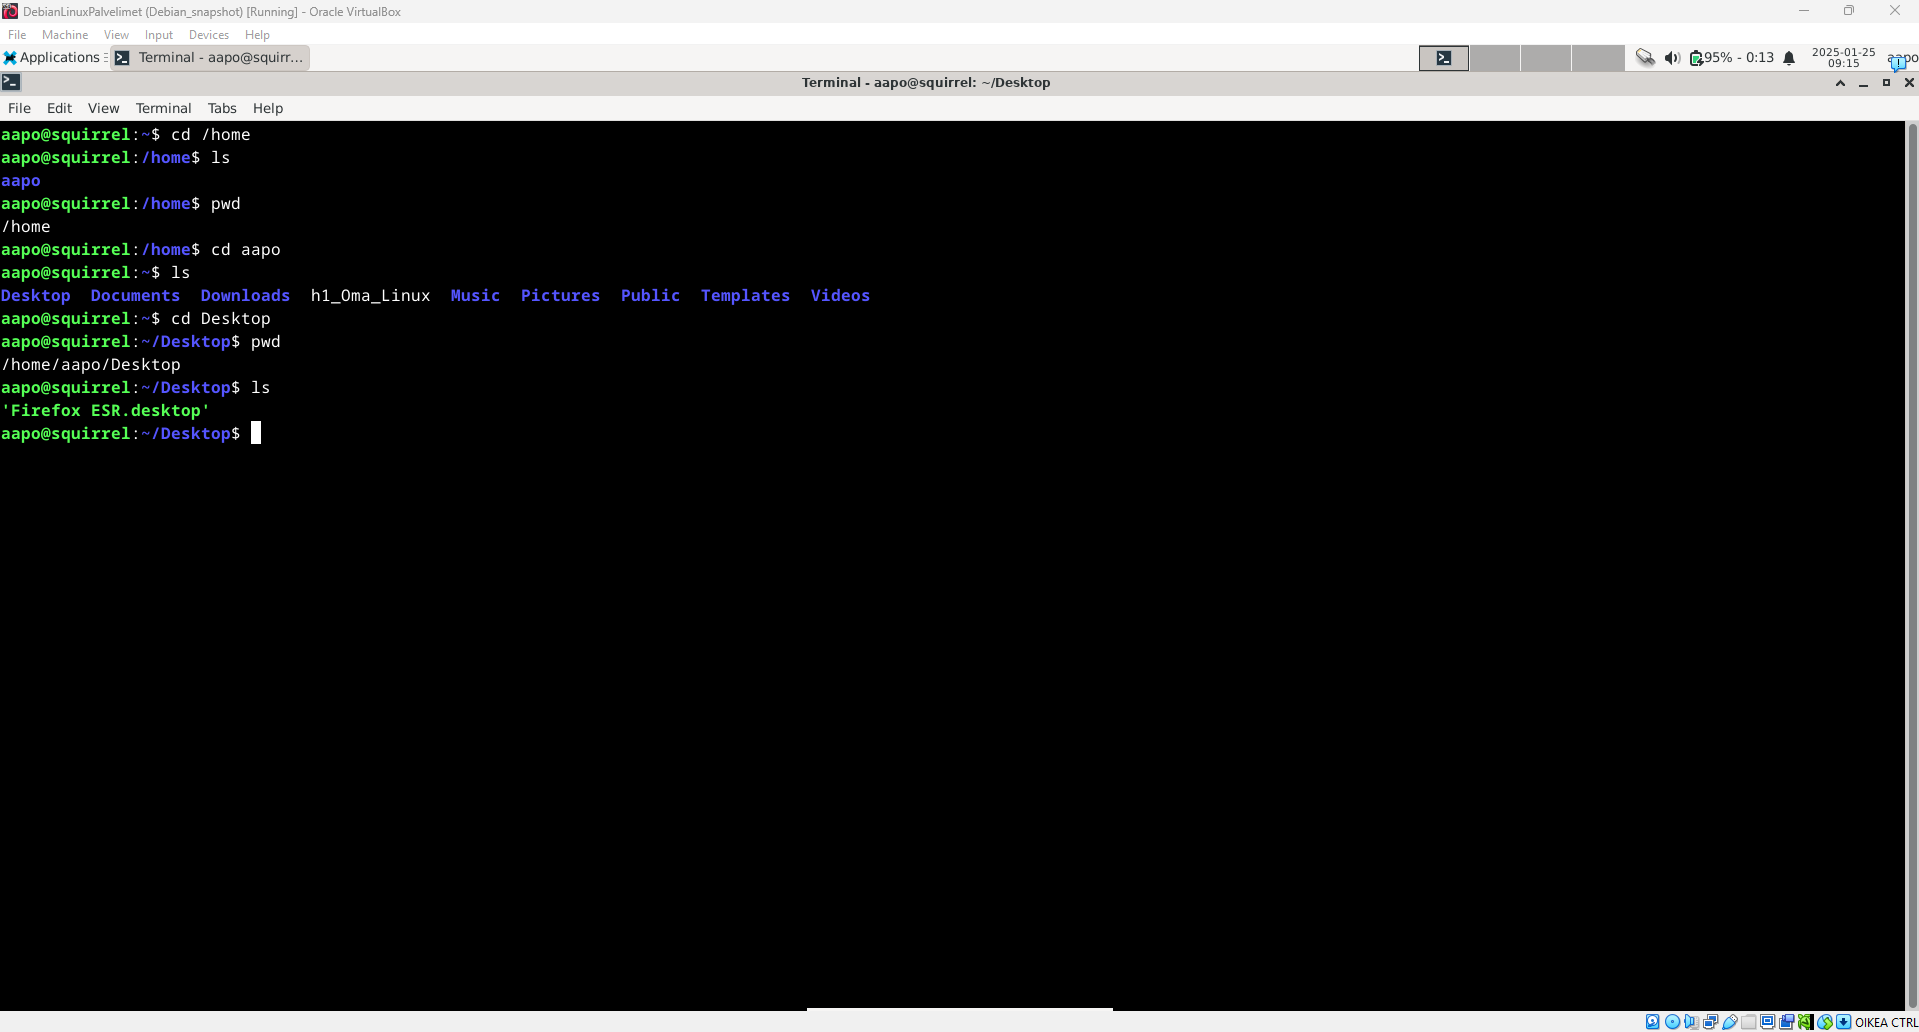 DebianLinuxPalvelimet (Debian_snapshot) [Running] - Oracle VirtualBox
File Machine View Input Devices Help
Applications Terminal - aapo@squirr... 95% - 0:13 2025-01-25 09:15 aapo
Terminal - aapo@squirrel: ~/Desktop
File Edit View Terminal Tabs Help
aapo@squirrel:~$ cd /home
aapo@squirrel:/home$ ls
aapo
aapo@squirrel:/home$ pwd
/home
aapo@squirrel:/home$ cd aapo
aapo@squirrel:~$ ls
Desktop Documents Downloads h1_Oma_Linux Music Pictures Public Templates Videos
aapo@squirrel:~$ cd Desktop
aapo@squirrel:~/Desktop$ pwd
/home/aapo/Desktop
aapo@squirrel:~/Desktop$ ls
'Firefox ESR.desktop'
aapo@squirrel:~/Desktop$
OIKEA CTRL